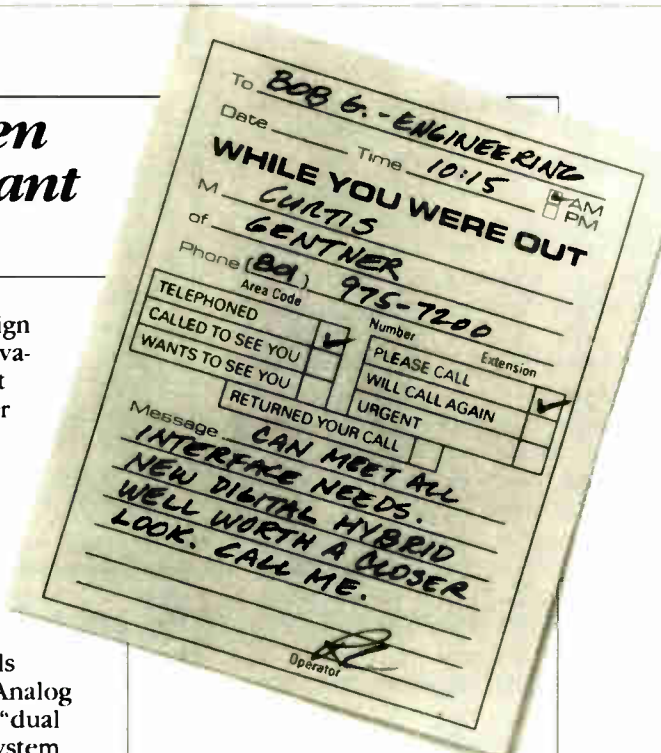 en
ant
ign
va-
t
r
ls
Analog
"dual
ystem
To BOB G. - ENGINEERING
Date Time 10:15 AM
PM
WHILE YOU WERE OUT
M CURTIS
of GENTNER
Phone (801) 975-7200
Area Code Number Extension
TELEPHONED PLEASE CALL
CALLED TO SEE YOU WILL CALL AGAIN
WANTS TO SEE YOU URGENT
RETURNED YOUR CALL
Message CAN MEET ALL
INTERFACE NEEDS.
NEW DIGITAL HYBRID
WELL WORTH A CLOSER
LOOK. CALL ME.
Operator